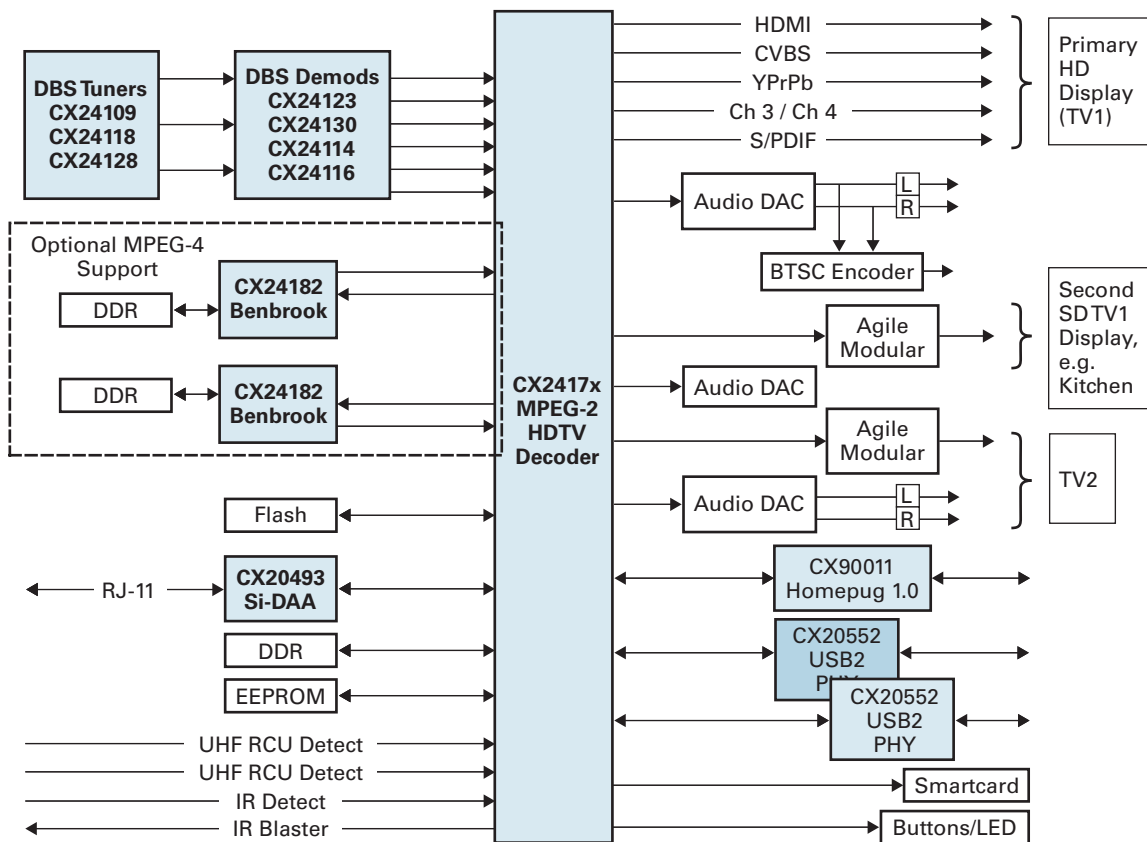 DBS Tuners
CX24109
CX24118
CX24128
DBS Demods
CX24123
CX24130
CX24114
CX24116
Optional MPEG-4
Support
DDR
CX24182
Benbrook
DDR
CX24182
Benbrook
Flash
RJ-11
CX20493
Si-DAA
DDR
EEPROM
UHF RCU Detect
UHF RCU Detect
IR Detect
IR Blaster
CX2417x
MPEG-2
HDTV
Decoder
HDMI
CVBS
YPrPb
Ch 3 / Ch 4
S/PDIF
Primary
HD
Display
(TV1)
Audio DAC
L
R
BTSC Encoder
Agile
Modular
Second
SD TV1
Display,
e.g.
Kitchen
Audio DAC
Agile
Modular
TV2
Audio DAC
L
R
CX90011
Homepug 1.0
CX20552
USB2
PHY
CX20552
USB2
PHY
Smartcard
Buttons/LED